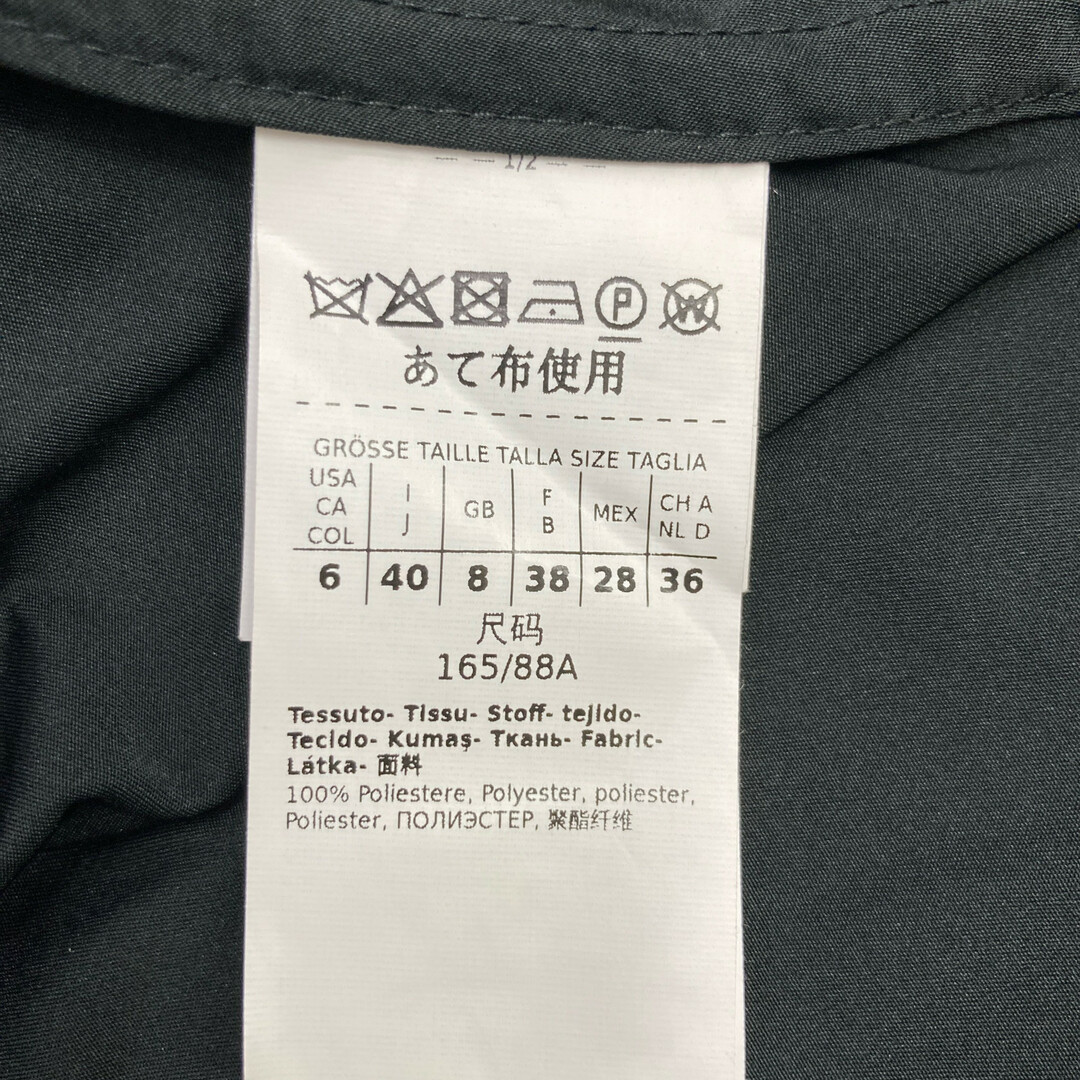 1/2
P
W
あて布使用
GRÖSSE TAILLE TALLA SIZE TAGLIA
USA CA COL
I J
GB
F B
MEX
CH A NL D
6 40 8 38 28 36
尺码
165/88A
Tessuto- Tissu- Stoff- tejido-
Tecido- Kumaş- Ткань- Fabric-
Látka- 面料
100% Poliestere, Polyester, poliester,
Poliester, ПОЛИЭСТЕР, 聚酯纤维